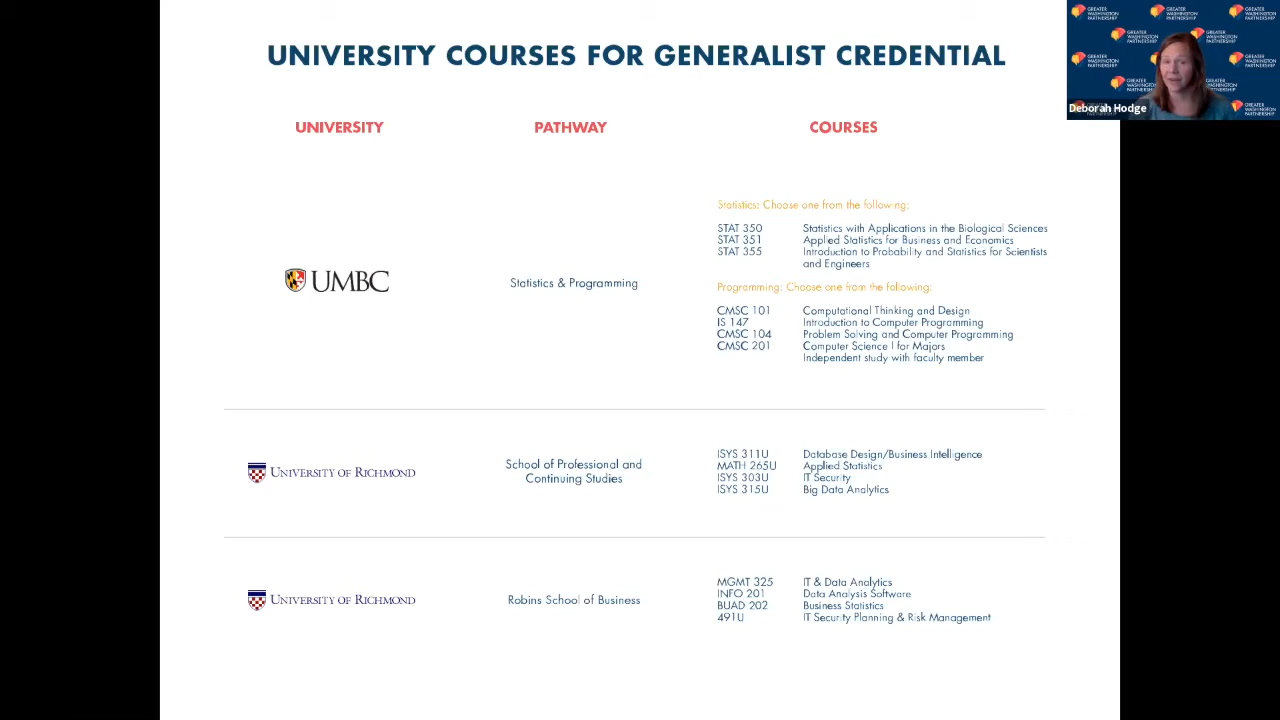 UNIVERSITY COURSES FOR GENERALIST CREDENTIAL
UNIVERSITY PATHWAY COURSES
Statistics: Choose one from the following:
STAT 350 Statistics with Applications in the Biological Sciences
STAT 351 Applied Statistics for Business and Economics
STAT 355 Introduction to Probability and Statistics for Scientists
and Engineers
UMBC
Statistics & Programming
Programming: Choose one from the following:
CMSC 101 Computational Thinking and Design
IS 147 Introduction to Computer Programming
CMSC 104 Problem Solving and Computer Programming
CMSC 201 Computer Science I for Majors
Independent study with faculty member
UNIVERSITY OF RICHMOND
School of Professional and
Continuing Studies
ISYS 311U Database Design/Business Intelligence
MATH 265U Applied Statistics
ISYS 303U IT Security
ISYS 315U Big Data Analytics
UNIVERSITY OF RICHMOND
Robins School of Business
MGMT 325 IT & Data Analytics
INFO 201 Data Analysis Software
BUAD 202 Business Statistics
491U IT Security Planning & Risk Management
GREATER
WASHINGTON
PARTNERSHIP
Deborah Hodge